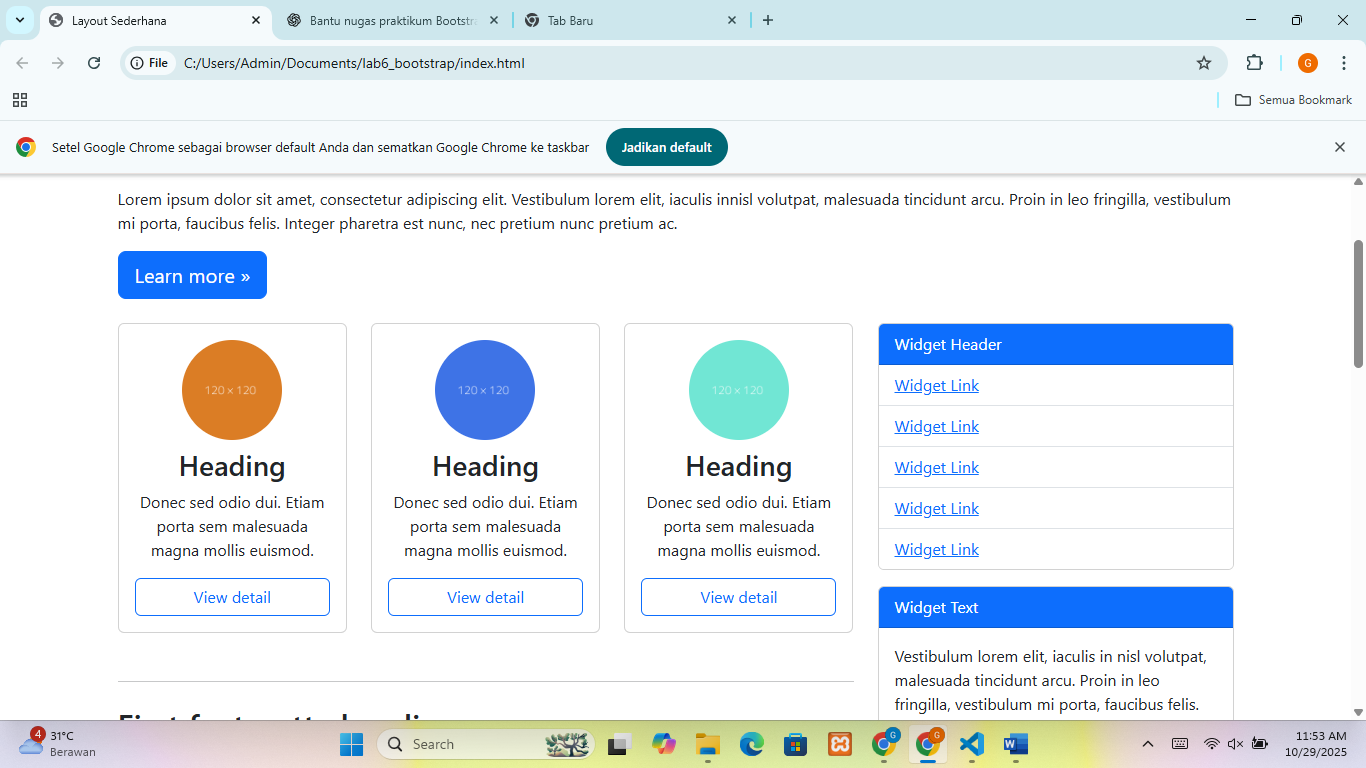 Layout Sederhana
Bantu nugas praktikum Bootstra
Tab Baru
File
C:/Users/Admin/Documents/lab6_bootstrap/index.html
G
Semua Bookmark
Setel Google Chrome sebagai browser default Anda dan sematkan Google Chrome ke taskbar
Jadikan default
Lorem ipsum dolor sit amet, consectetur adipiscing elit. Vestibulum lorem elit, iaculis innisl volutpat, malesuada tincidunt arcu. Proin in leo fringilla, vestibulum
mi porta, faucibus felis. Integer pharetra est nunc, nec pretium nunc pretium ac.
Learn more »
120 × 120
Heading
Donec sed odio dui. Etiam
porta sem malesuada
magna mollis euismod.
View detail
120 × 120
Heading
Donec sed odio dui. Etiam
porta sem malesuada
magna mollis euismod.
View detail
120 × 120
Heading
Donec sed odio dui. Etiam
porta sem malesuada
magna mollis euismod.
View detail
Widget Header
Widget Link
Widget Link
Widget Link
Widget Link
Widget Link
Widget Text
Vestibulum lorem elit, iaculis in nisl volutpat,
malesuada tincidunt arcu. Proin in leo
fringilla, vestibulum mi porta, faucibus felis.
4
31°C
Berawan
Search
G
G
11:53 AM
10/29/2025